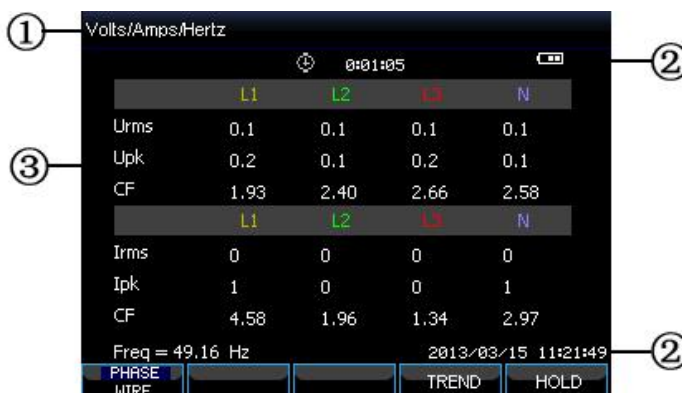 ① Volts/Amps/Hertz
0:01:05 ②
L1 L2 L3 N
Urms 0.1 0.1 0.1 0.1
③ Upk 0.2 0.1 0.2 0.1
CF 1.93 2.40 2.66 2.58
L1 L2 L3 N
Irms 0 0 0 0
Ipk 1 0 0 1
CF 4.58 1.96 1.34 2.97
Freq = 49.16 Hz 2013/03/15 11:21:49 ②
PHASE TREND HOLD
WIRE